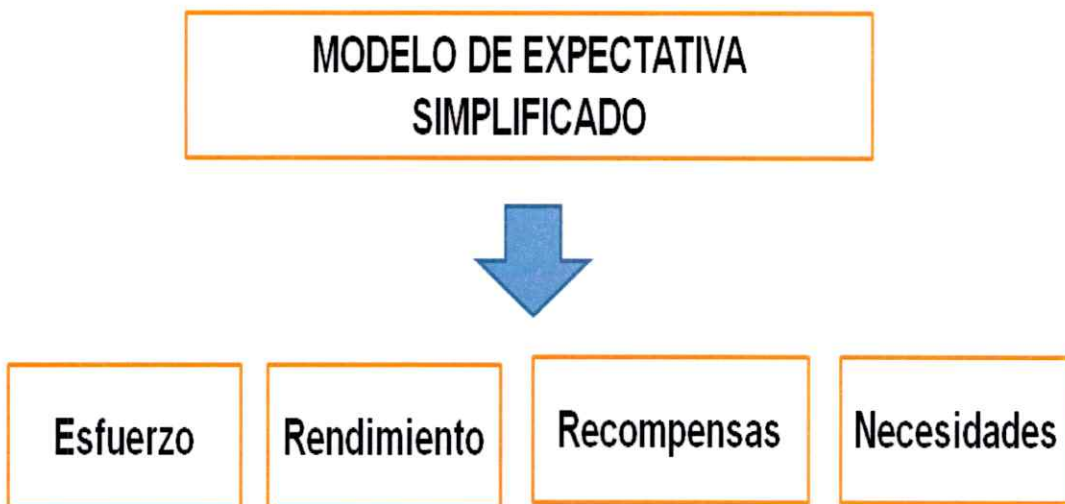 MODELO DE EXPECTATIVA
SIMPLIFICADO
Esfuerzo
Rendimiento
Recompensas
Necesidades